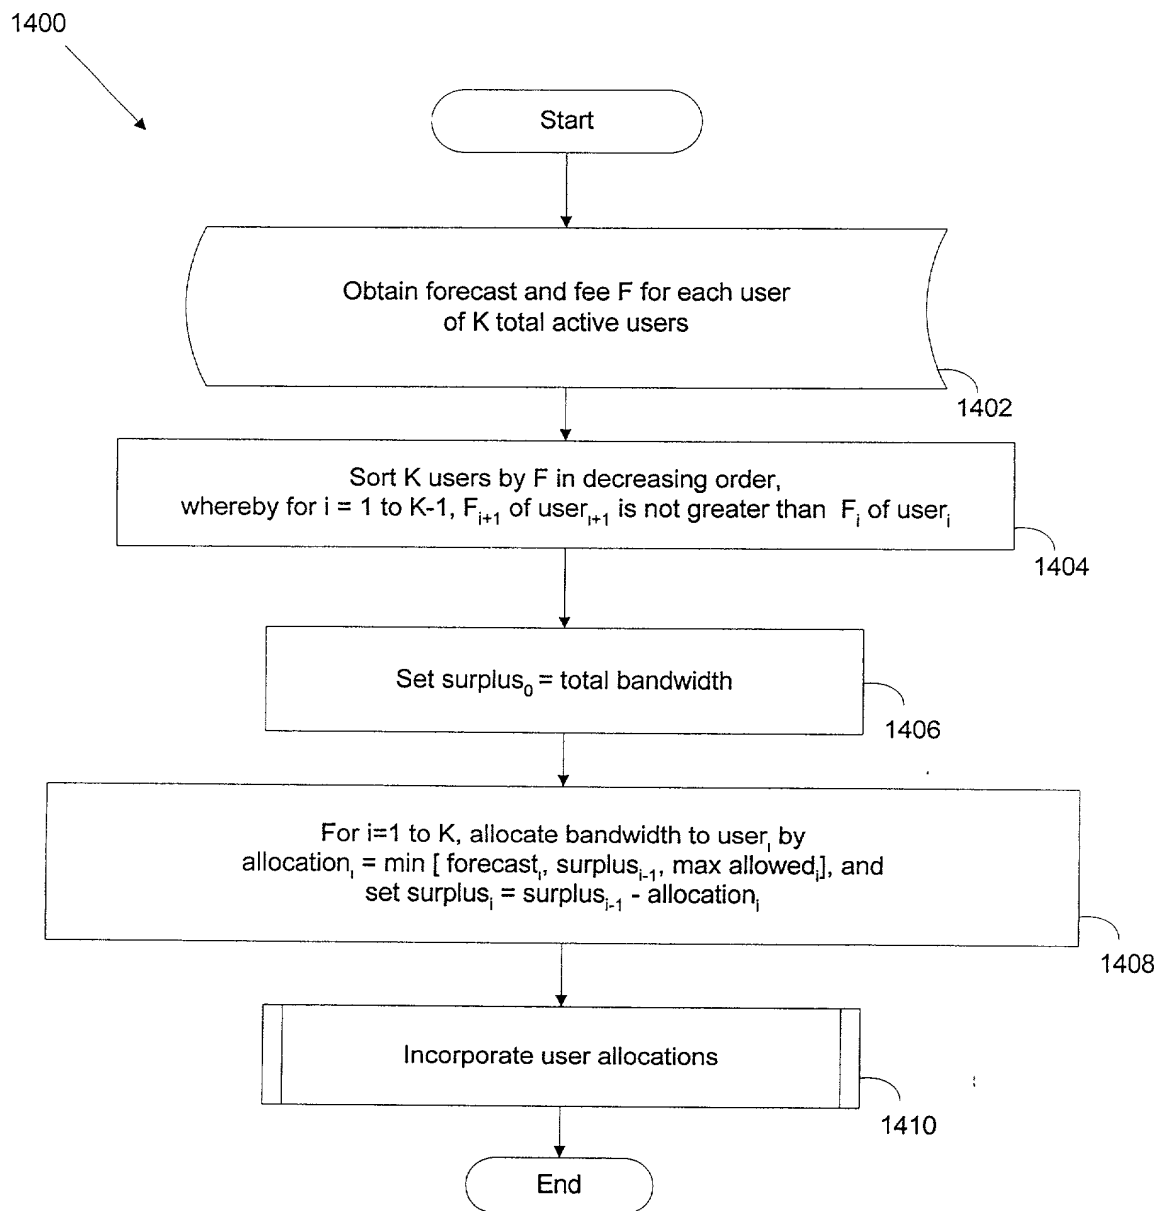 1400
Start
Obtain forecast and fee F for each user
of K total active users
1402
Sort K users by F in decreasing order,
whereby for i = 1 to K-1, Fᵢ₊₁ of userᵢ₊₁ is not greater than Fᵢ of userᵢ
1404
Set surplus₀ = total bandwidth
1406
For i=1 to K, allocate bandwidth to userᵢ by
allocationᵢ = min [ forecastᵢ, surplusᵢ₋₁, max allowedᵢ], and
set surplusᵢ = surplusᵢ₋₁ - allocationᵢ
1408
Incorporate user allocations
1410
End